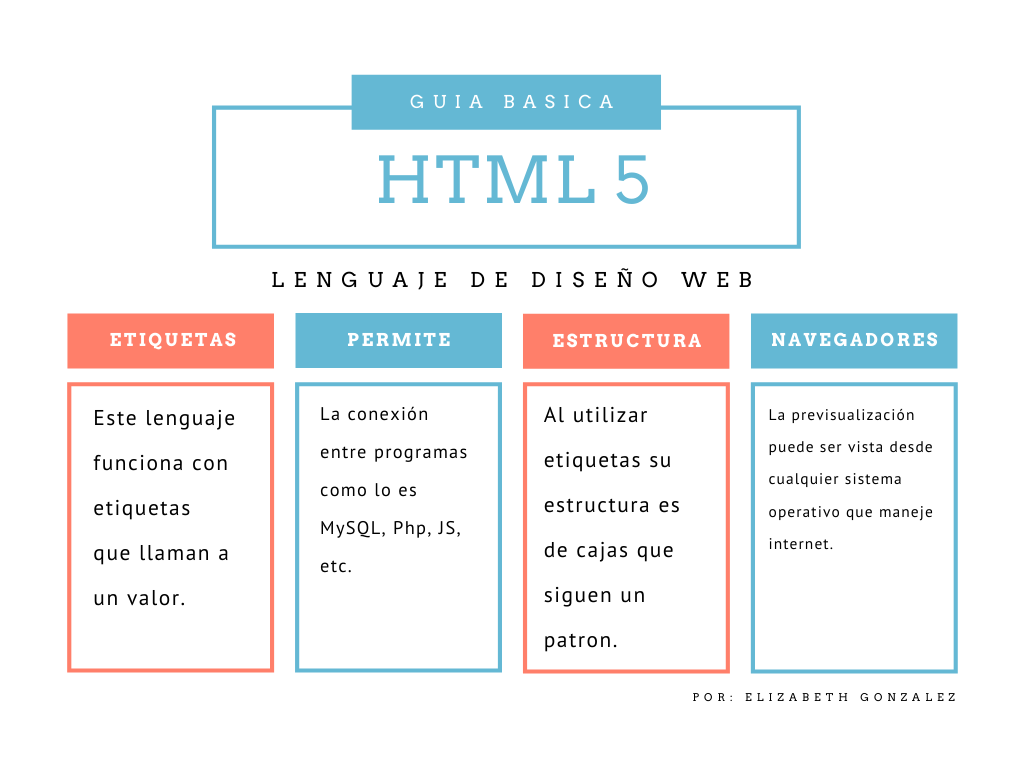 GUIA BASICA
HTML 5
LENGUAJE DE DISEÑO WEB
ETIQUETAS
Este lenguaje
funciona con
etiquetas
que llaman a
un valor.
PERMITE
La conexión
entre programas
como lo es
MySQL, Php, JS,
etc.
ESTRUCTURA
Al utilizar
etiquetas su
estructura es
de cajas que
siguen un
patron.
NAVEGADORES
La previsualización
puede ser vista desde
cualquier sistema
operativo que maneje
internet.
POR: ELIZABETH GONZALEZ